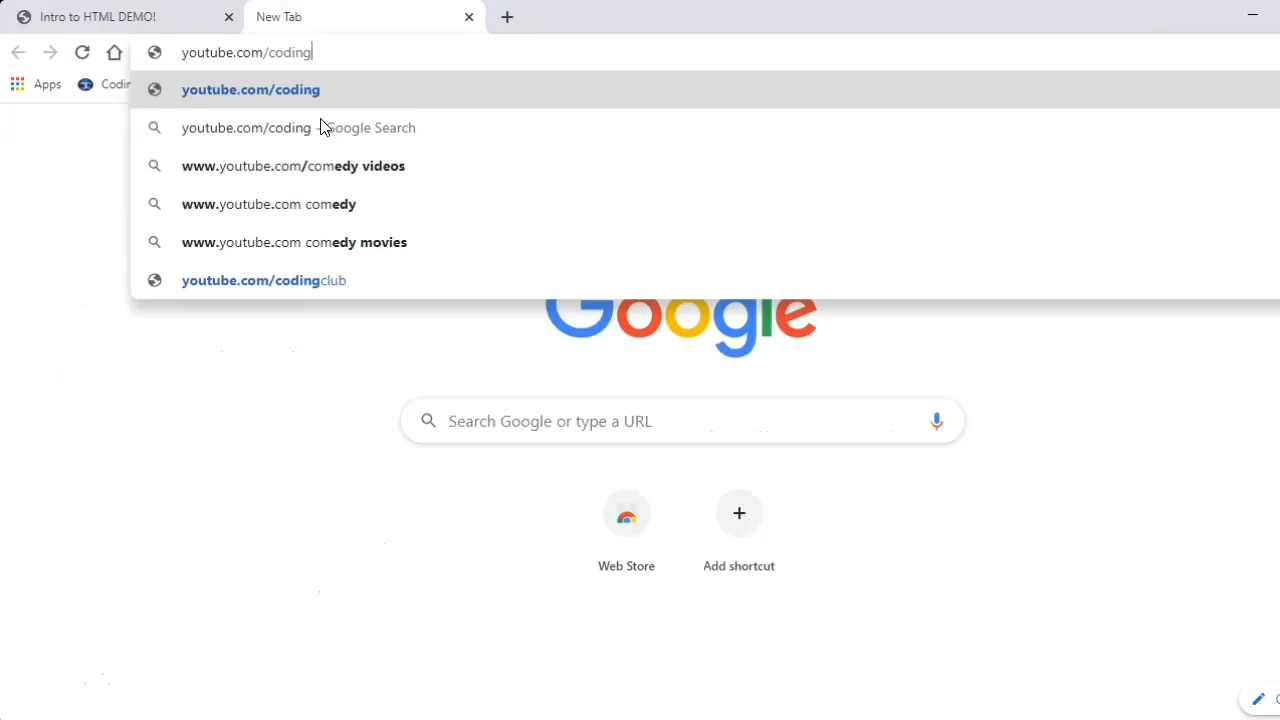 Intro to HTML DEMO!
New Tab
youtube.com/coding
Apps
youtube.com/coding
youtube.com/coding - Google Search
www.youtube.com/comedy videos
www.youtube.com comedy
www.youtube.com comedy movies
youtube.com/codingclub
Google
Search Google or type a URL
Web Store
Add shortcut